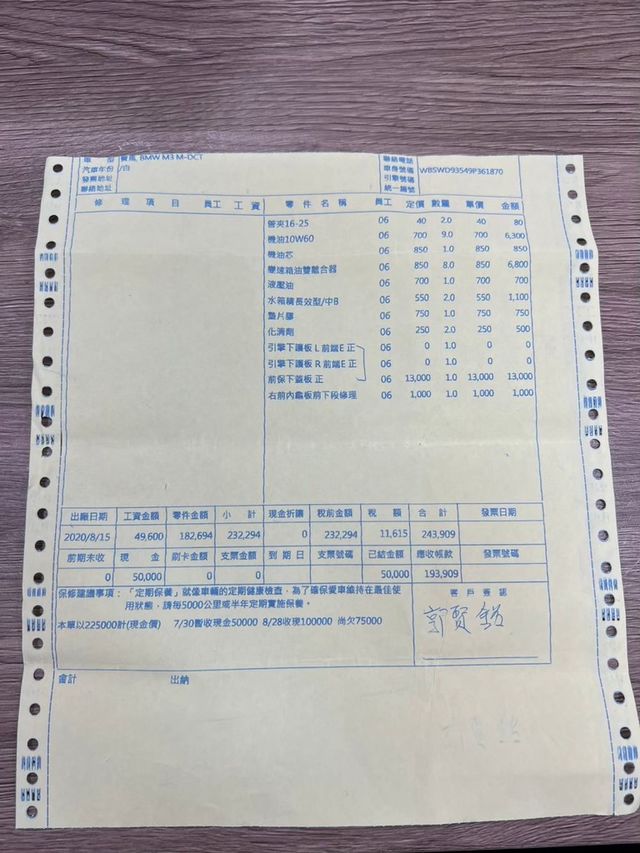 車 型 寶馬 BMW M3 M-DCT 聯絡電話
汽車年份 /白 車身號碼 WBSWD93549P361870
發票地址 引擎號碼
聯絡地址 統一編號
修 理 項 目 員工 工 資 零 件 名 稱 員工 定價 數量 單價 金額
管夾16-25 06 40 2.0 40 80
機油10W60 06 700 9.0 700 6,300
機油芯 06 850 1.0 850 850
變速箱油雙離合器 06 850 8.0 850 6,800
液壓油 06 700 1.0 700 700
水箱精長效型/中B 06 550 2.0 550 1,100
墊片膠 06 750 1.0 750 750
化清劑 06 250 2.0 250 500
引擎下護板 L 前端E 正 06 0 1.0 0 0
引擎下護板 R 前端E 正 06 0 1.0 0 0
前保下蓋板 正 06 13,000 1.0 13,000 13,000
右前內龜板前下段修理 06 1,000 1.0 1,000 1,000
出廠日期 工資金額 零件金額 小 計 現金折讓 稅前金額 稅 額 合 計 發票日期
2020/8/15 49,600 182,694 232,294 0 232,294 11,615 243,909
前期未收 現 金 刷卡金額 支票金額 到 期 日 支票號碼 已結金額 應收帳款 發票號碼
0 50,000 0 0 50,000 193,909
保修建議事項：「定期保養」就像車輛的定期健康檢查，為了確保愛車維持在最佳使
用狀態，請每5000公里或半年定期實施保養。
本單以225000計(現金價) 7/30暫收現金50000 8/28收現100000 尚欠75000
客 戶 簽 認
會計 出納